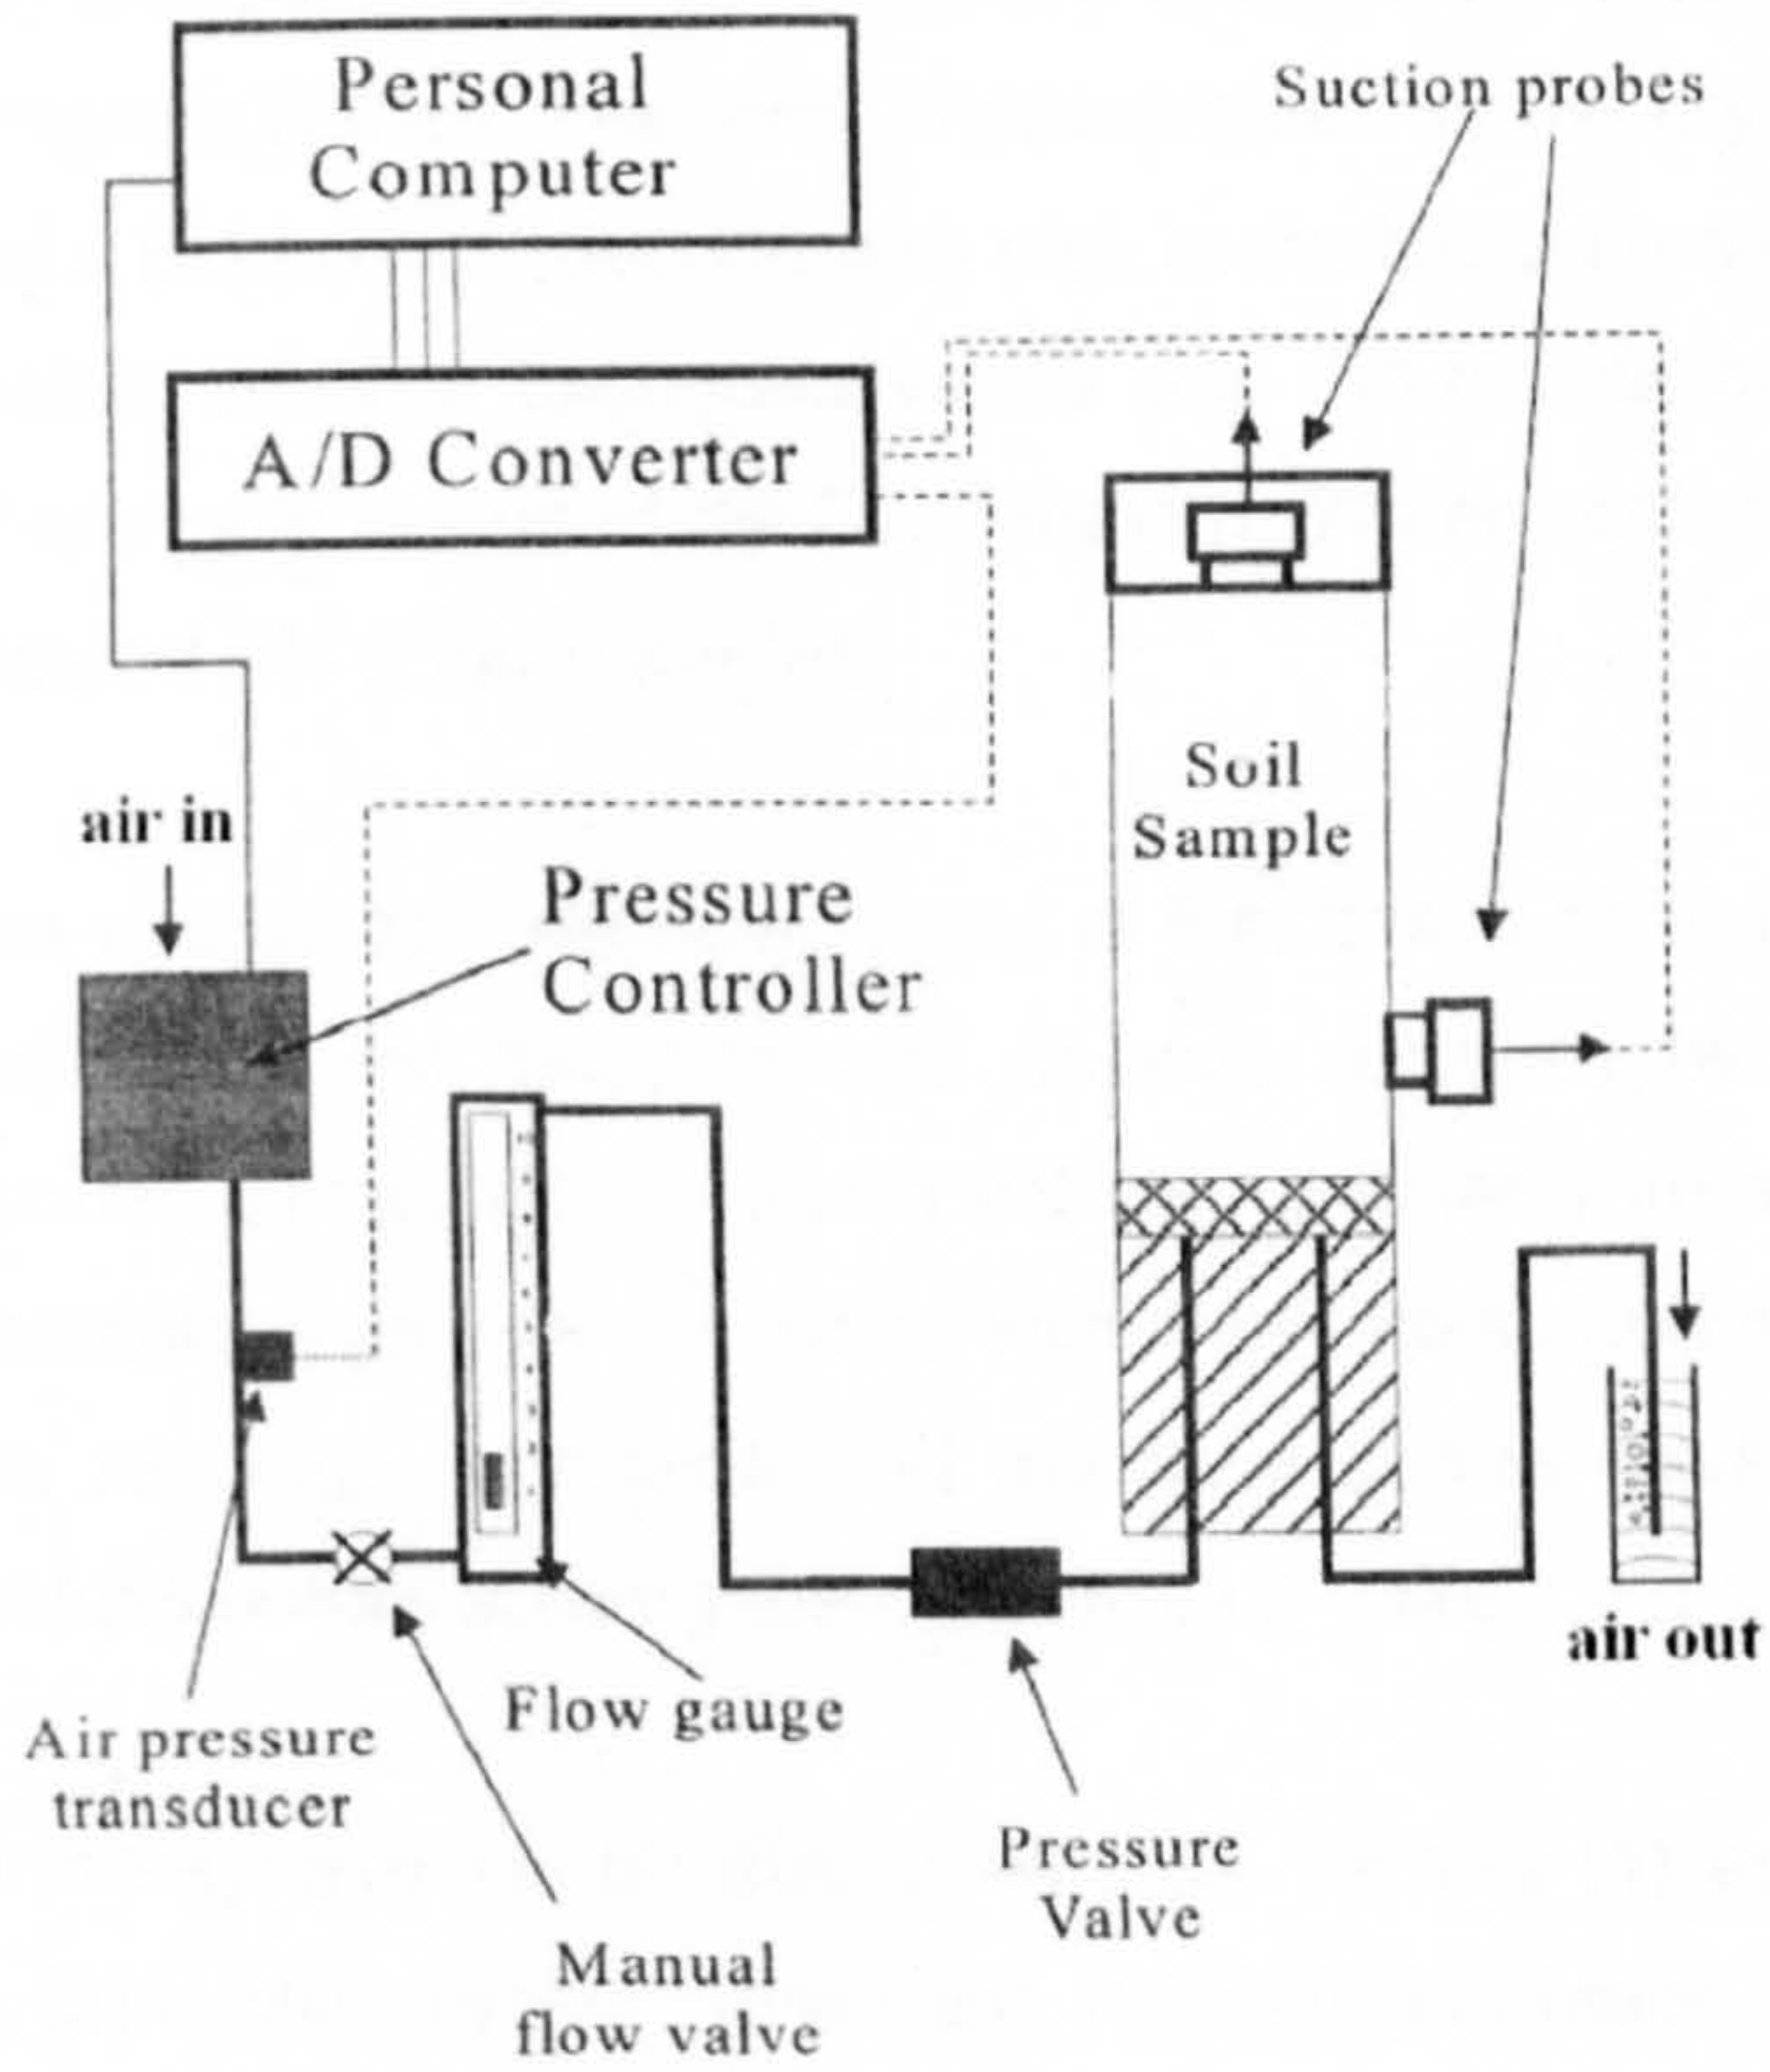 Personal
Computer
Suction probes
A/D Converter
Soil
Sample
air in
Pressure
Controller
air out
Flow gauge
Air pressure
transducer
Pressure
Valve
Manual
flow valve